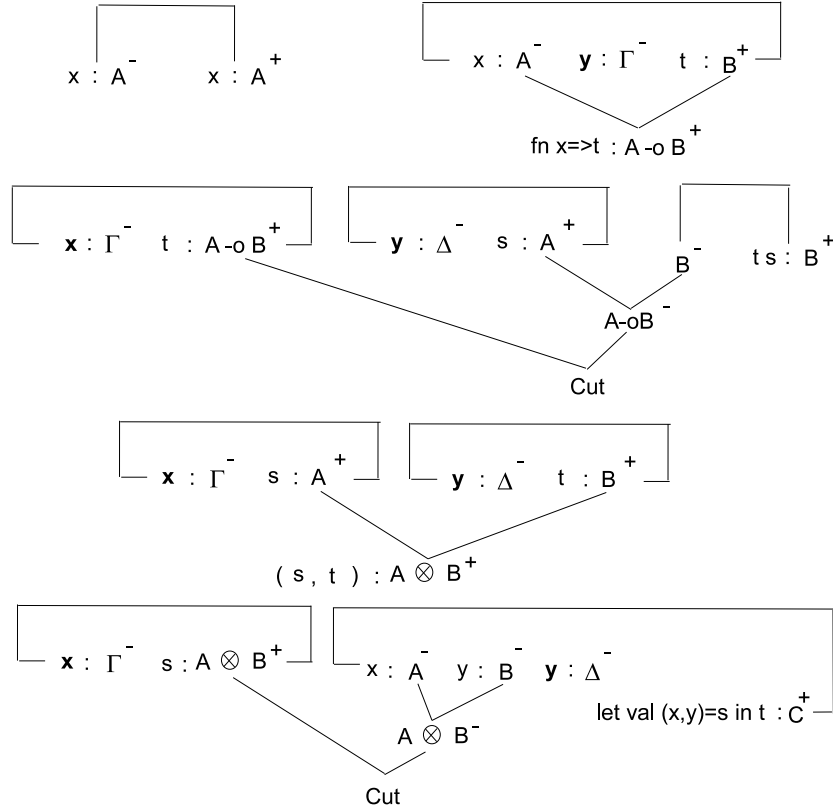 x : A⁻ x : A⁺
x : A⁻ y : Γ⁻ t : B⁺
fn x=>t : A -o B⁺
x : Γ⁻ t : A-o B⁺ y : Δ⁻ s : A⁺ B⁻ t s : B⁺
A-oB⁻
Cut
x : Γ⁻ s : A⁺ y : Δ⁻ t : B⁺
( s , t ) : A ⊗ B⁺
x : Γ⁻ s : A ⊗ B⁺ x : A⁻ y : B⁻ y : Δ⁻
let val (x,y)=s in t : C⁺
A ⊗ B⁻
Cut